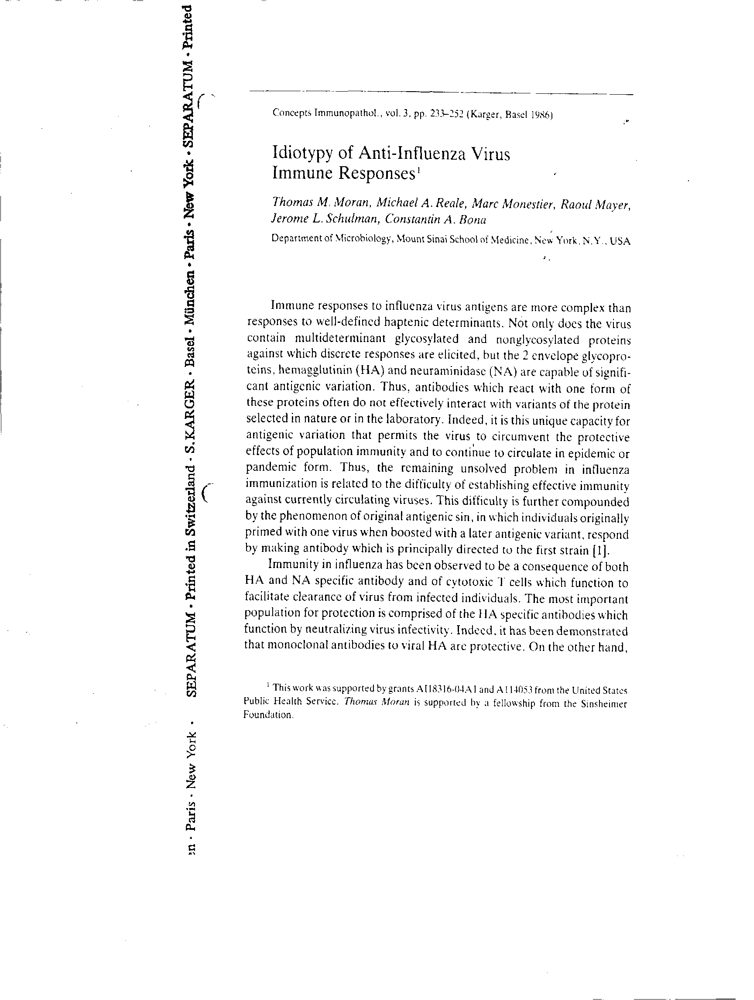 SEPARATUM · Printed in Switzerland · S. KARGER · Basel · München · Paris · New York · SEPARATUM · Printed
· Paris · New York ·
Concepts Immunopathol., vol. 3, pp. 233–252 (Karger, Basel 1986)
Idiotypy of Anti-Influenza Virus
Immune Responses¹
Thomas M. Moran, Michael A. Reale, Marc Monestier, Raoul Mayer,
Jerome L. Schulman, Constantin A. Bona
Department of Microbiology, Mount Sinai School of Medicine, New York, N.Y., USA
Immune responses to influenza virus antigens are more complex than
responses to well-defined haptenic determinants. Not only does the virus
contain multideterminant glycosylated and nonglycosylated proteins
against which discrete responses are elicited, but the 2 envelope glycopro-
teins, hemagglutinin (HA) and neuraminidase (NA) are capable of signifi-
cant antigenic variation. Thus, antibodies which react with one form of
these proteins often do not effectively interact with variants of the protein
selected in nature or in the laboratory. Indeed, it is this unique capacity for
antigenic variation that permits the virus to circumvent the protective
effects of population immunity and to continue to circulate in epidemic or
pandemic form. Thus, the remaining unsolved problem in influenza
immunization is related to the difficulty of establishing effective immunity
against currently circulating viruses. This difficulty is further compounded
by the phenomenon of original antigenic sin, in which individuals originally
primed with one virus when boosted with a later antigenic variant, respond
by making antibody which is principally directed to the first strain [1].
Immunity in influenza has been observed to be a consequence of both
HA and NA specific antibody and of cytotoxic T cells which function to
facilitate clearance of virus from infected individuals. The most important
population for protection is comprised of the HA specific antibodies which
function by neutralizing virus infectivity. Indeed, it has been demonstrated
that monoclonal antibodies to viral HA are protective. On the other hand,
¹ This work was supported by grants AI18316-04A1 and AI14053 from the United States
Public Health Service. Thomas Moran is supported by a fellowship from the Sinsheimer
Foundation.